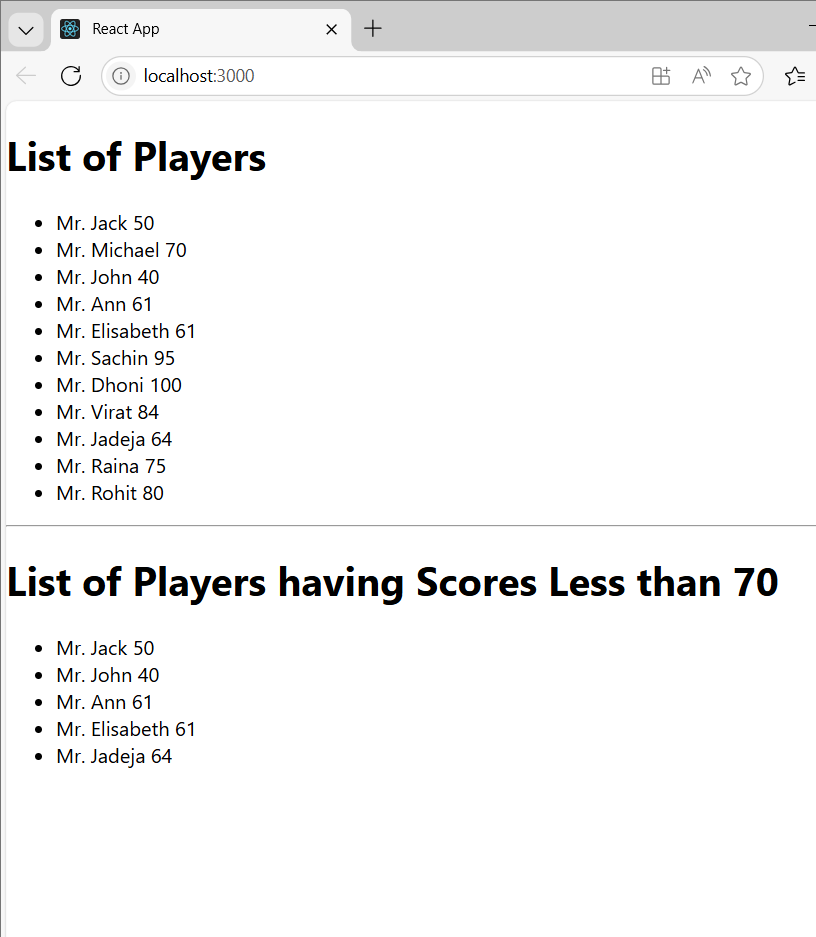 React App
localhost:3000
List of Players
Mr. Jack 50
Mr. Michael 70
Mr. John 40
Mr. Ann 61
Mr. Elisabeth 61
Mr. Sachin 95
Mr. Dhoni 100
Mr. Virat 84
Mr. Jadeja 64
Mr. Raina 75
Mr. Rohit 80
List of Players having Scores Less than 70
Mr. Jack 50
Mr. John 40
Mr. Ann 61
Mr. Elisabeth 61
Mr. Jadeja 64